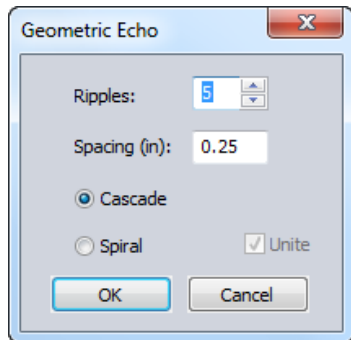 Geometric Echo
Ripples: 5
Spacing (in): 0.25
Cascade
Spiral Unite
OK Cancel